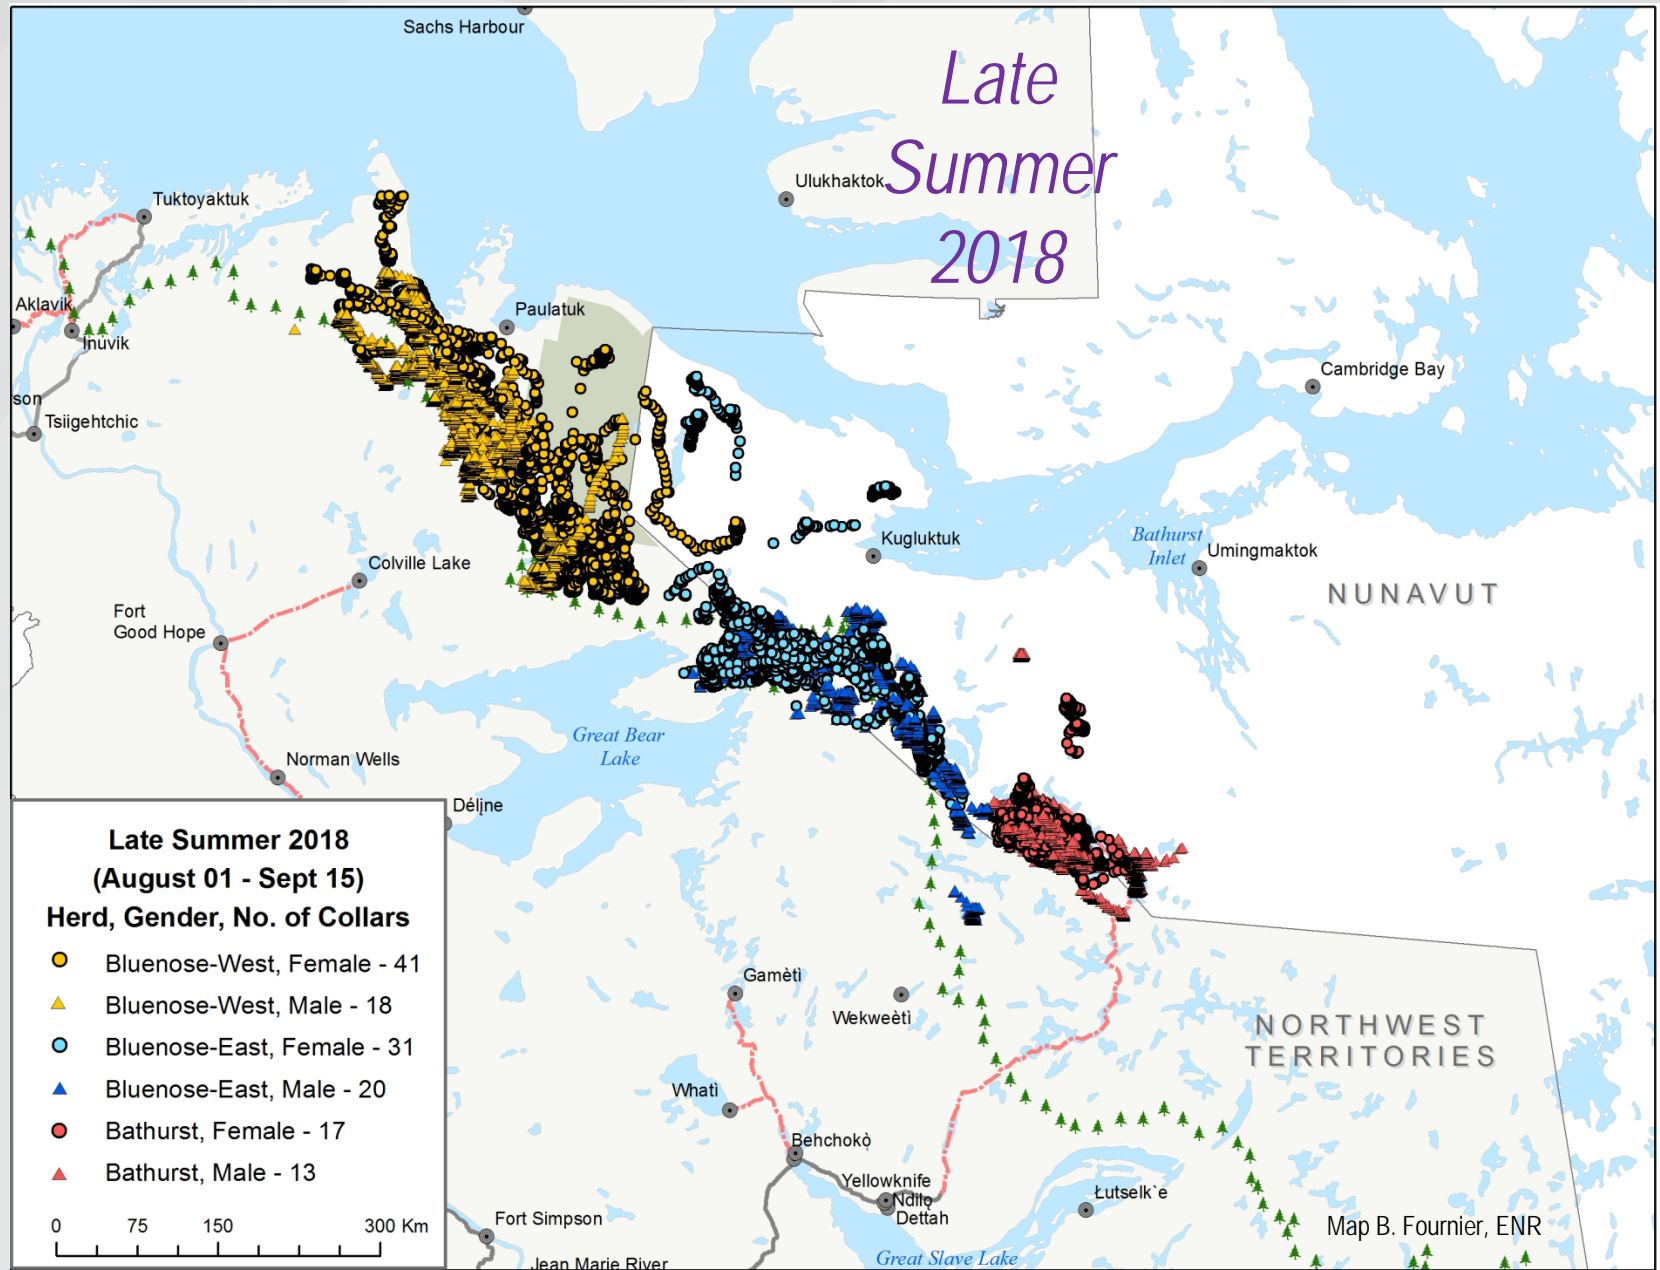 Sachs Harbour
Late
Summer
2018
Ulukhaktok
Tuktoyaktuk
Aklavik
Inuvik
Paulatuk
Cambridge Bay
son
Tsiigehtchic
Kugluktuk
Bathurst
Inlet
Umingmaktok
Colville Lake
NUNAVUT
Fort
Good Hope
Great Bear
Lake
Norman Wells
Délı̨ne
Late Summer 2018
(August 01 - Sept 15)
Herd, Gender, No. of Collars
Bluenose-West, Female - 41
Bluenose-West, Male - 18
Bluenose-East, Female - 31
Bluenose-East, Male - 20
Bathurst, Female - 17
Bathurst, Male - 13
0 75 150 300 Km
Gamètì
Wekweètì
NORTHWEST
TERRITORIES
Whatì
Behchokǫ̀
Yellowknife
Ndilǫ
Dettah
Łutselk`e
Fort Simpson
Jean Marie River
Great Slave Lake
Map B. Fournier, ENR